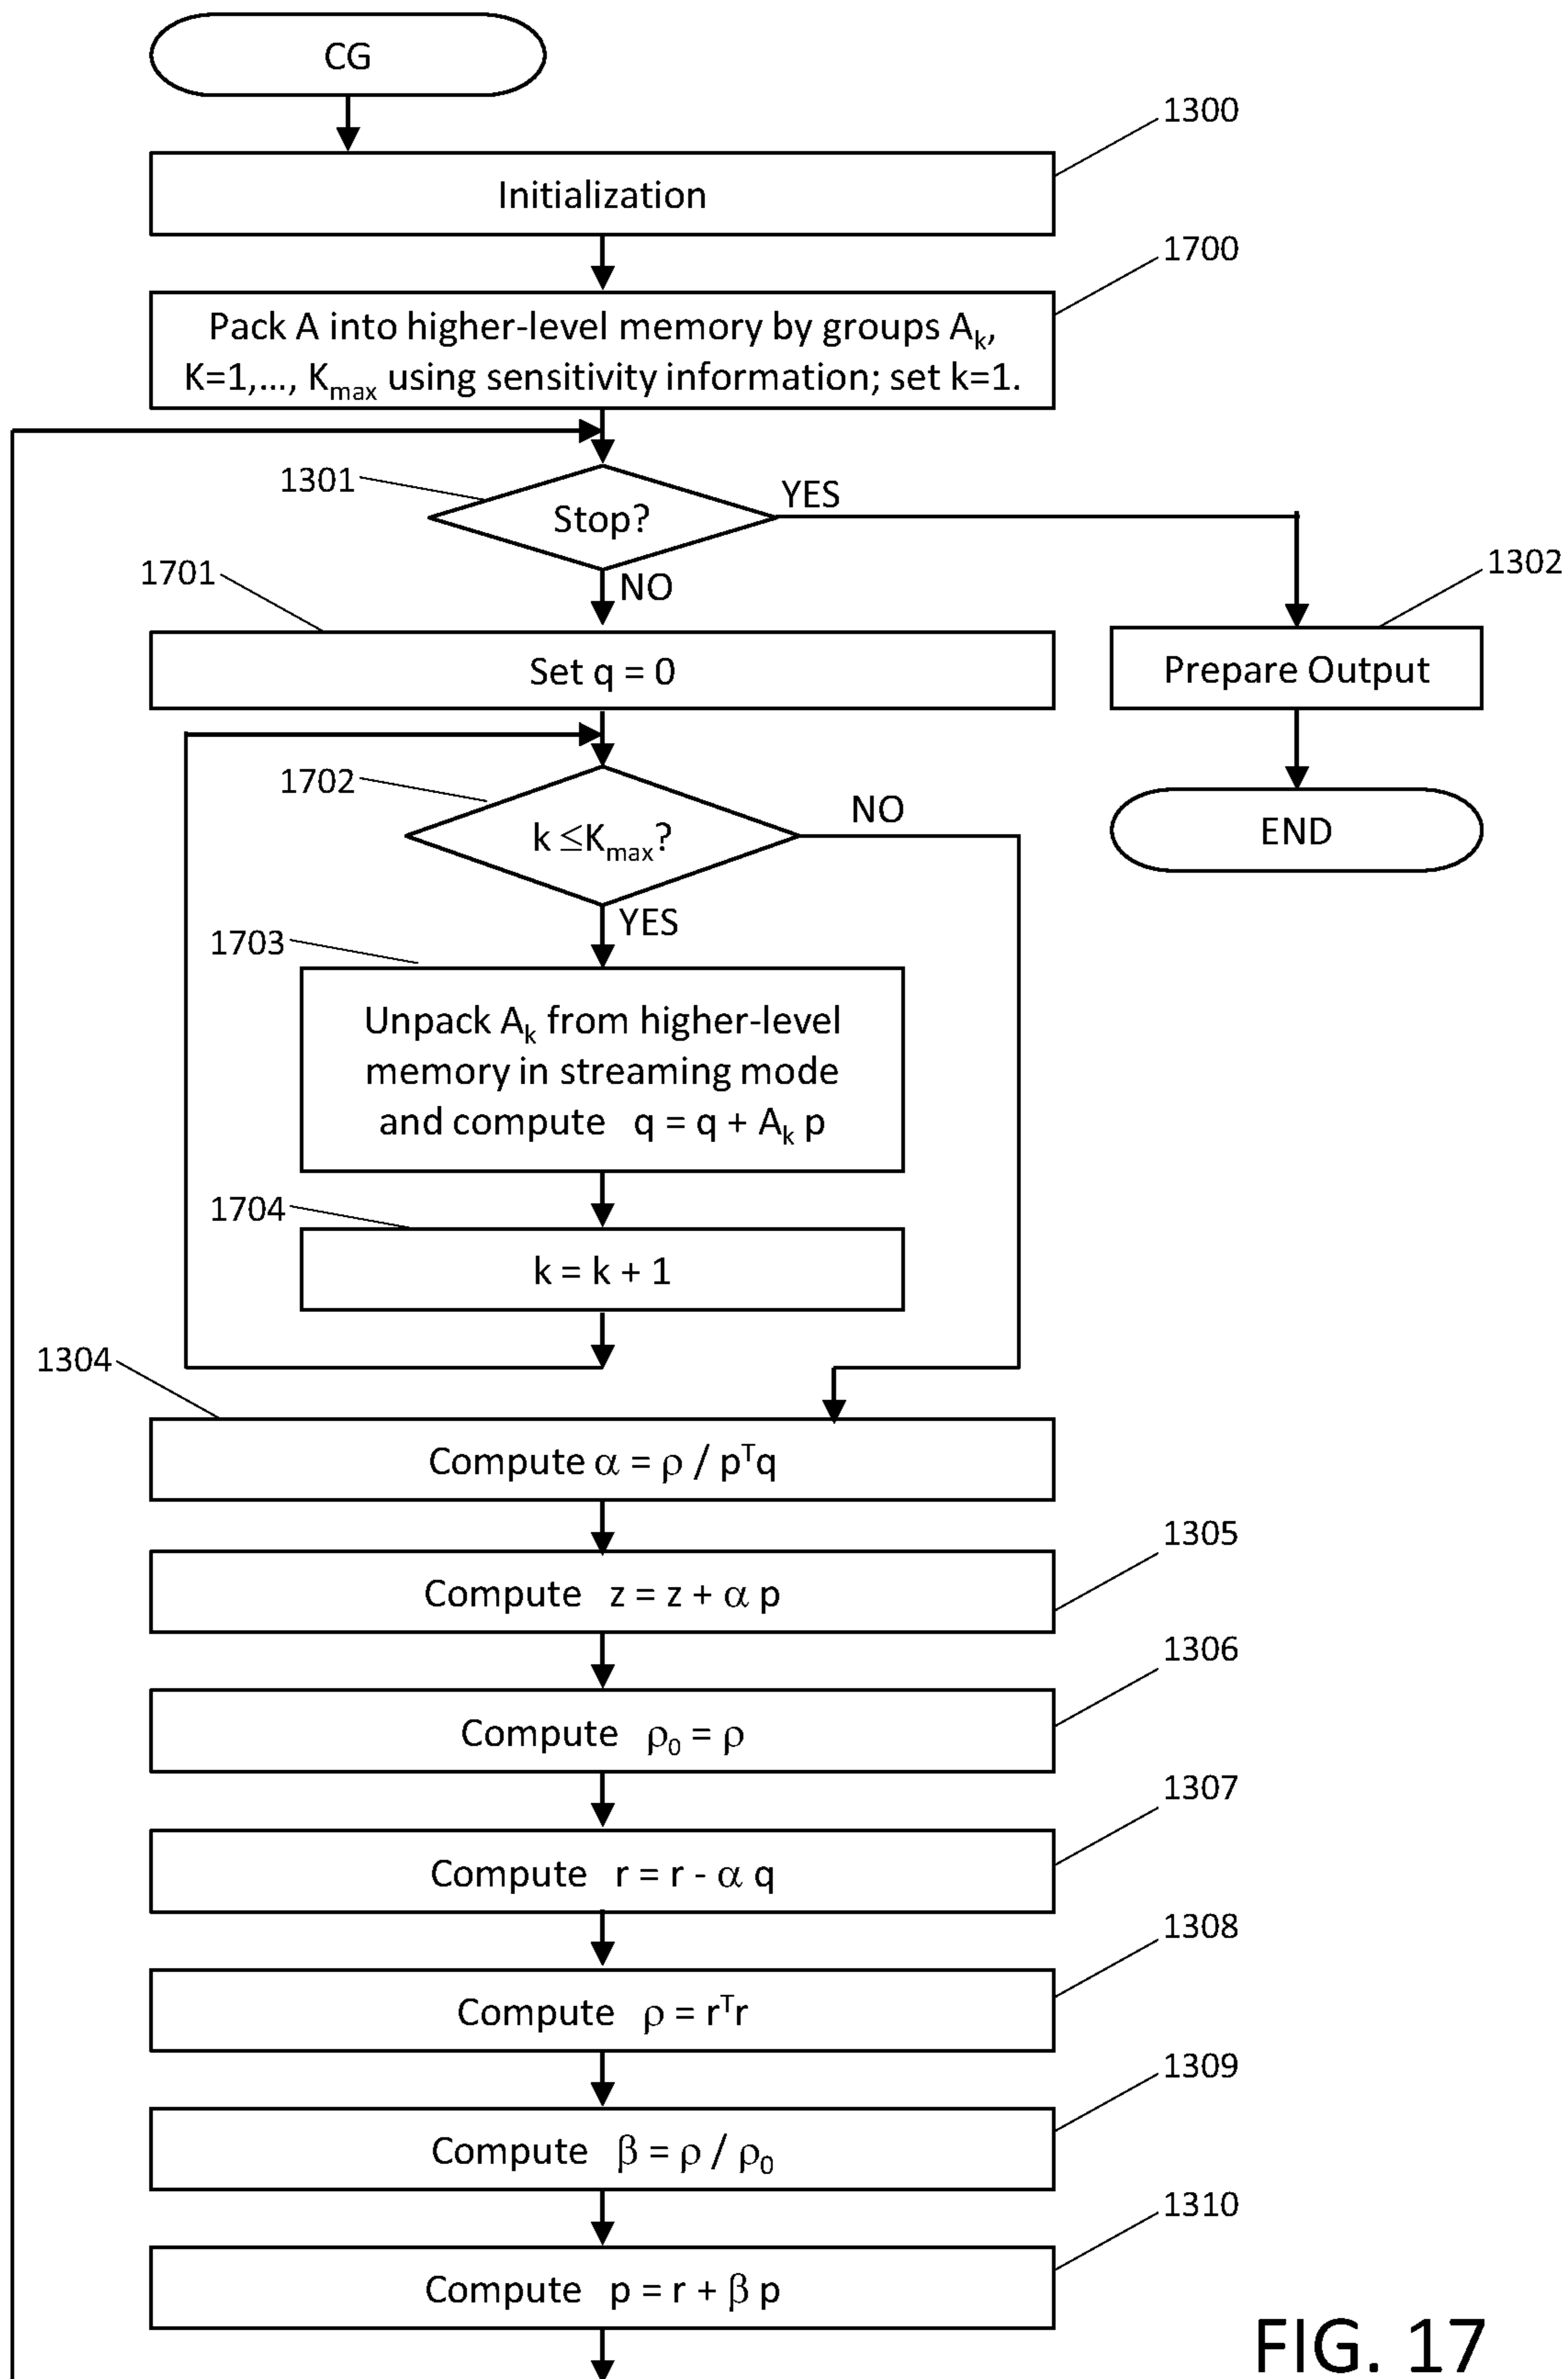 CG
1300
Initialization
1700
Pack A into higher-level memory by groups Aₖ,
K=1,..., Kₘₐₓ using sensitivity information; set k=1.
1301
Stop?
YES
NO
1701
1302
Set q = 0
Prepare Output
1702
k ≤Kₘₐₓ?
NO
END
YES
1703
Unpack Aₖ from higher-level
memory in streaming mode
and compute q = q + Aₖ p
1704
k = k + 1
1304
Compute α = ρ / pᵀq
1305
Compute z = z + α p
1306
Compute ρ₀ = ρ
1307
Compute r = r - α q
1308
Compute ρ = rᵀr
1309
Compute β = ρ / ρ₀
1310
Compute p = r + β p
FIG. 17